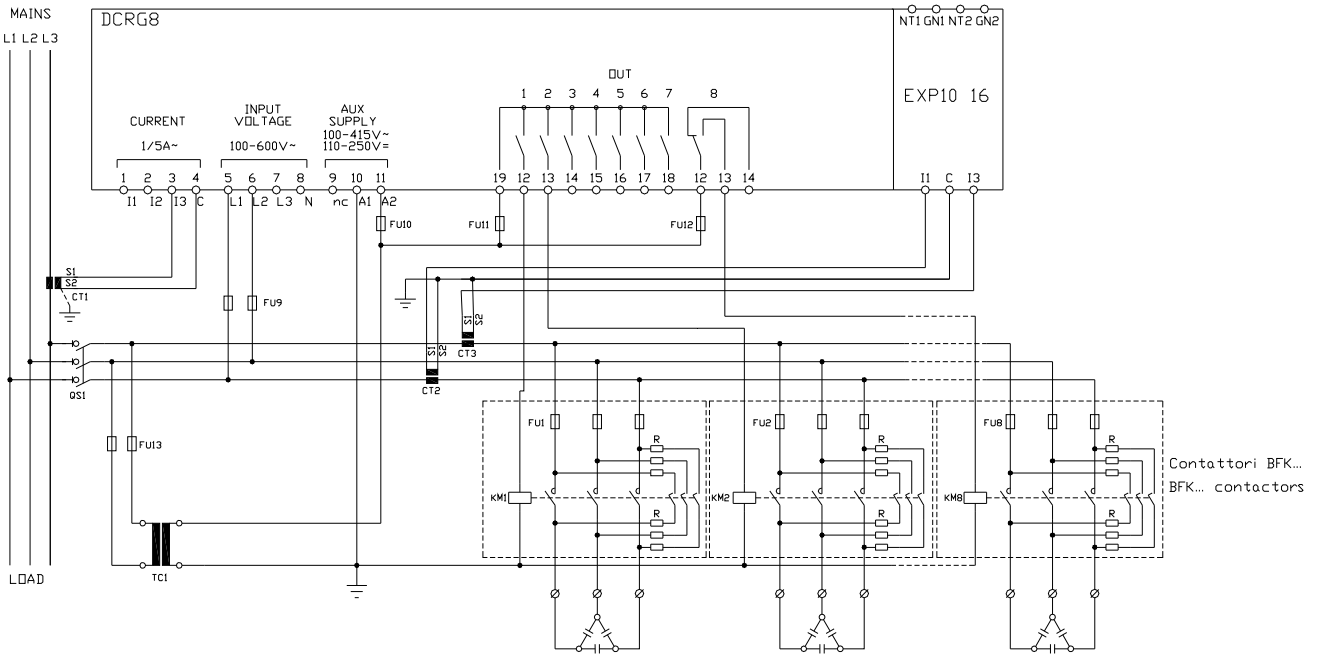 MAINS
L1 L2 L3
DCRG8
NT1 GN1 NT2 GN2
EXP10 16
OUT
1 2 3 4 5 6 7 8
CURRENT
1/5A~
INPUT
VOLTAGE
100-600V~
AUX
SUPPLY
100-415V~
110-250V=
1 2 3 4 5 6 7 8 9 10 11 19 12 13 14 15 16 17 18 12 13 14 I1 C I3
I1 I2 I3 C L1 L2 L3 N nc A1 A2
FU10 FU11 FU12
S1
S2
CT1
FU9
S1 S2
CT3
S1 S2
CT2
QS1
FU13
FU1 FU2 FU8
R R R
KM1 KM2 KM8
R R R
Contattori BFK...
BFK... contactors
TC1
LOAD